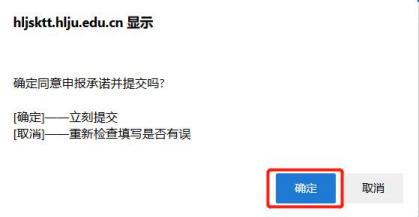 hljsktt.hlju.edu.cn 显示
确定同意申报承诺并提交吗?
[确定]——立刻提交
[取消]——重新检查填写是否有误
确定
取消